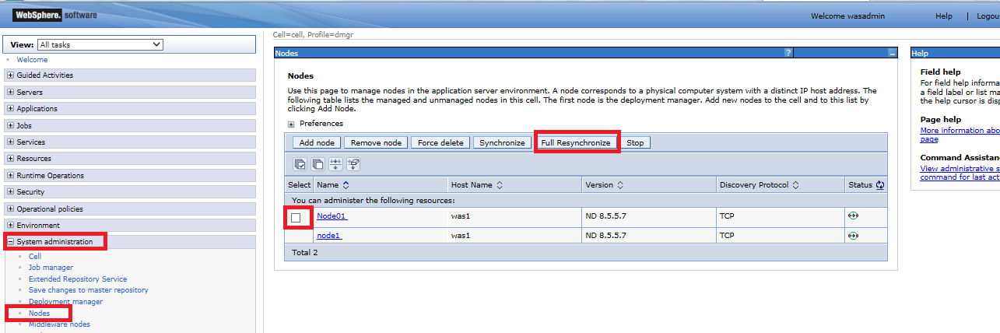 WebSphere. software
Welcome wasadmin
Help | Logou
View: All tasks
Welcome
Guided Activities
Servers
Applications
Jobs
Services
Resources
Runtime Operations
Security
Operational policies
Environment
System administration
Cell
Job manager
Extended Repository Service
Save changes to master repository
Deployment manager
Nodes
Middleware nodes
Cell=cell, Profile=dmgr
Nodes ?
Nodes
Use this page to manage nodes in the application server environment. A node corresponds to a physical computer system with a distinct IP host address. The
following table lists the managed and unmanaged nodes in this cell. The first node is the deployment manager. Add new nodes to the cell and to this list by
clicking Add Node.
Preferences
Add node Remove node Force delete Synchronize Full Resynchronize Stop
Select Name Host Name Version Discovery Protocol Status
You can administer the following resources:
Node01 was1 ND 8.5.5.7 TCP
node1 was1 ND 8.5.5.7 TCP
Total 2
Help
Field help
For field help informa
a field label or list ma
the help cursor is disp
Page help
More information abo
page
Command Assistan
View administrative s
command for last act